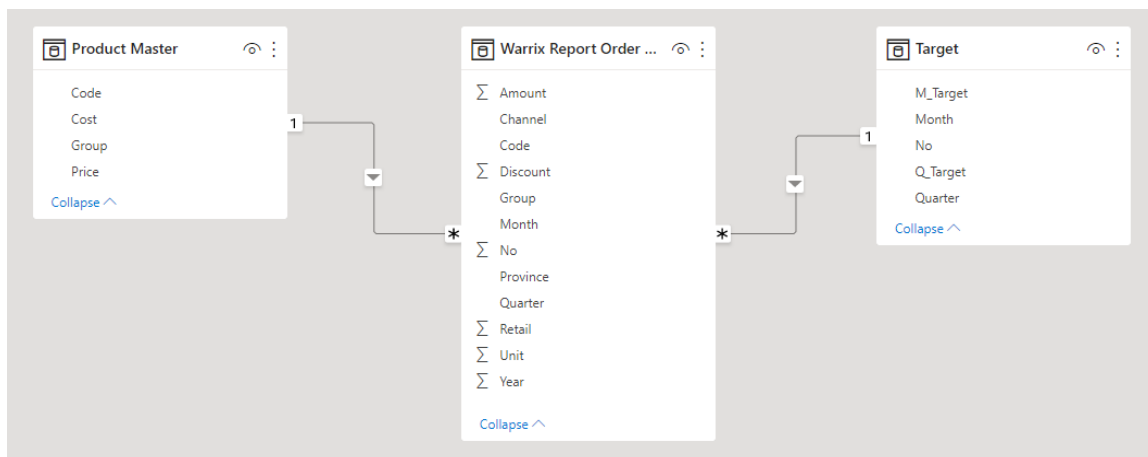 Product Master
Code
Cost
Group
Price
Collapse
1
*
Warrix Report Order ...
Σ Amount
Channel
Code
Σ Discount
Group
Month
Σ No
Province
Quarter
Σ Retail
Σ Unit
Σ Year
Collapse
*
1
Target
M_Target
Month
No
Q_Target
Quarter
Collapse